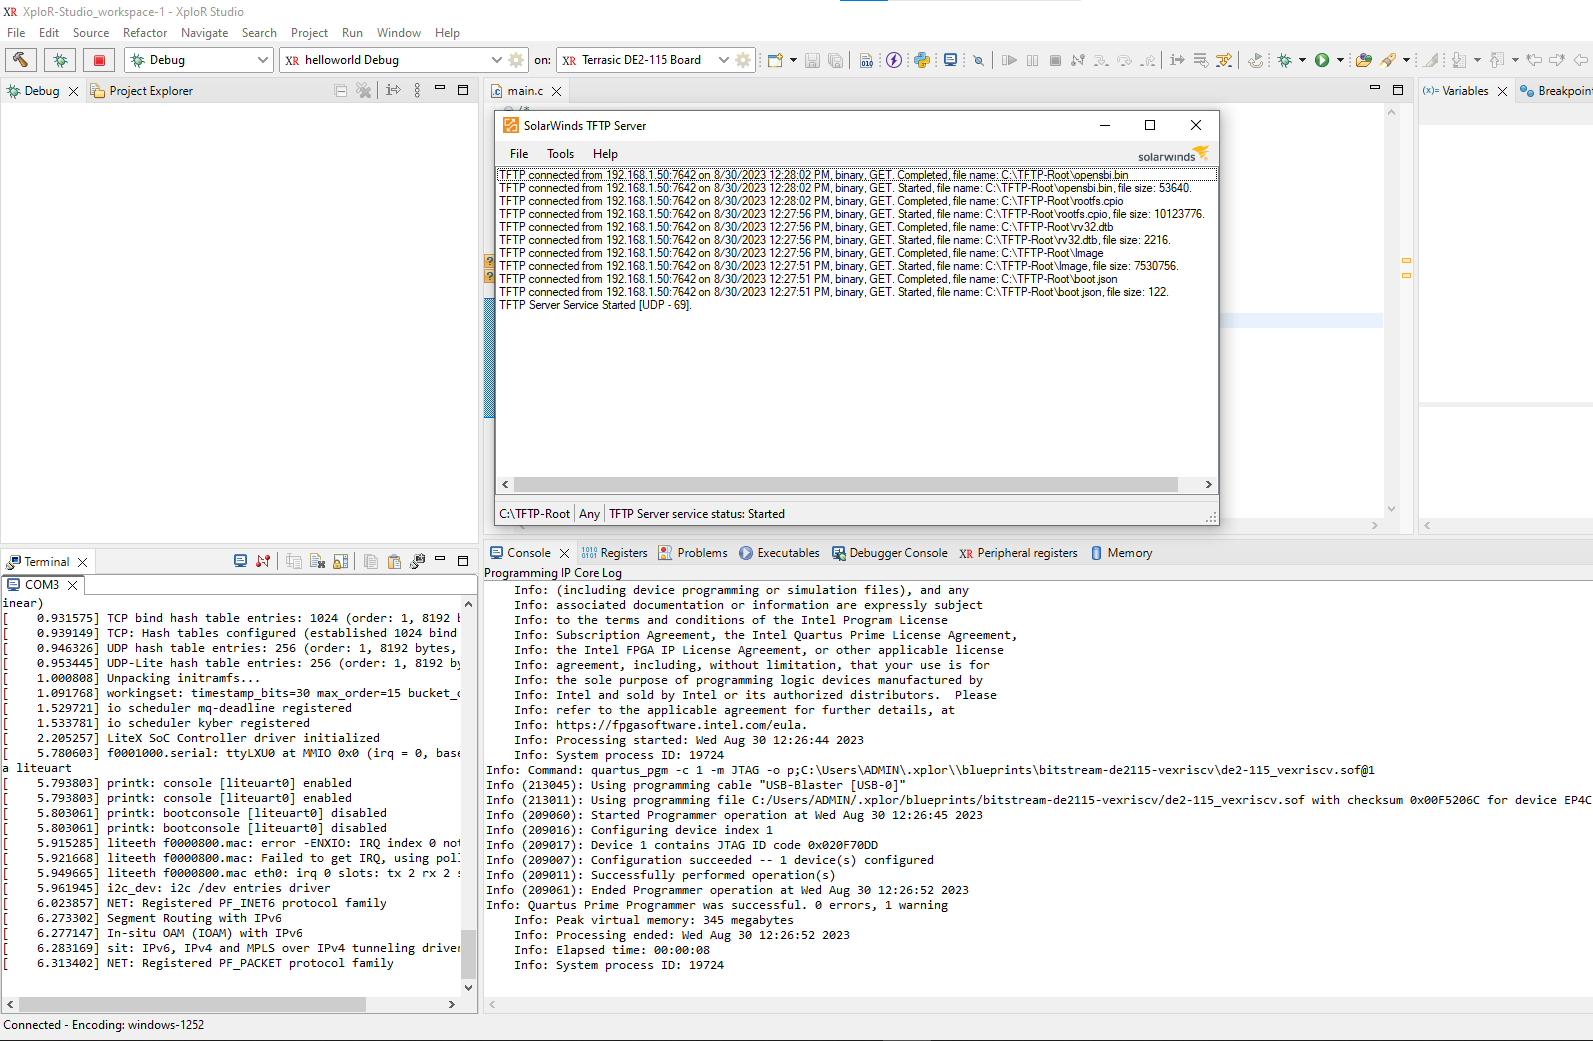 XR XploR-Studio_workspace-1 - XploR Studio
File Edit Source Refactor Navigate Search Project Run Window Help
Debug XR helloworld Debug on: XR Terrasic DE2-115 Board
Debug Project Explorer
main.c
(x)= Variables Breakpoin
/*
SolarWinds TFTP Server
File Tools Help
solarwinds
TFTP connected from 192.168.1.50:7642 on 8/30/2023 12:28:02 PM, binary, GET. Completed, file name: C:\TFTP-Root\opensbi.bin
TFTP connected from 192.168.1.50:7642 on 8/30/2023 12:28:02 PM, binary, GET. Started, file name: C:\TFTP-Root\opensbi.bin, file size: 53640.
TFTP connected from 192.168.1.50:7642 on 8/30/2023 12:28:02 PM, binary, GET. Completed, file name: C:\TFTP-Root\rootfs.cpio
TFTP connected from 192.168.1.50:7642 on 8/30/2023 12:27:56 PM, binary, GET. Started, file name: C:\TFTP-Root\rootfs.cpio, file size: 10123776.
TFTP connected from 192.168.1.50:7642 on 8/30/2023 12:27:56 PM, binary, GET. Completed, file name: C:\TFTP-Root\rv32.dtb
TFTP connected from 192.168.1.50:7642 on 8/30/2023 12:27:56 PM, binary, GET. Started, file name: C:\TFTP-Root\rv32.dtb, file size: 2216.
TFTP connected from 192.168.1.50:7642 on 8/30/2023 12:27:56 PM, binary, GET. Completed, file name: C:\TFTP-Root\Image
TFTP connected from 192.168.1.50:7642 on 8/30/2023 12:27:51 PM, binary, GET. Started, file name: C:\TFTP-Root\Image, file size: 7530756.
TFTP connected from 192.168.1.50:7642 on 8/30/2023 12:27:51 PM, binary, GET. Completed, file name: C:\TFTP-Root\boot.json
TFTP connected from 192.168.1.50:7642 on 8/30/2023 12:27:51 PM, binary, GET. Started, file name: C:\TFTP-Root\boot.json, file size: 122.
TFTP Server Service Started [UDP - 69].
C:\TFTP-Root Any TFTP Server service status: Started
Terminal
COM3
inear)
[    0.931575] TCP bind hash table entries: 1024 (order: 1, 8192 b
[    0.939149] TCP: Hash tables configured (established 1024 bind
[    0.946326] UDP hash table entries: 256 (order: 1, 8192 bytes,
[    0.953445] UDP-Lite hash table entries: 256 (order: 1, 8192 by
[    1.000808] Unpacking initramfs...
[    1.091768] workingset: timestamp_bits=30 max_order=15 bucket_o
[    1.529721] io scheduler mq-deadline registered
[    1.533781] io scheduler kyber registered
[    2.205257] LiteX SoC Controller driver initialized
[    5.780603] f0001000.serial: ttyLXU0 at MMIO 0x0 (irq = 0, base
a liteuart
[    5.793803] printk: console [liteuart0] enabled
[    5.793803] printk: console [liteuart0] enabled
[    5.803061] printk: bootconsole [liteuart0] disabled
[    5.803061] printk: bootconsole [liteuart0] disabled
[    5.915285] liteeth f0000800.mac: error -ENXIO: IRQ index 0 not
[    5.921668] liteeth f0000800.mac: Failed to get IRQ, using poll
[    5.949665] liteeth f0000800.mac eth0: irq 0 slots: tx 2 rx 2 s
[    5.961945] i2c_dev: i2c /dev entries driver
[    6.023857] NET: Registered PF_INET6 protocol family
[    6.273302] Segment Routing with IPv6
[    6.277147] In-situ OAM (IOAM) with IPv6
[    6.283169] sit: IPv6, IPv4 and MPLS over IPv4 tunneling driver
[    6.313402] NET: Registered PF_PACKET protocol family
Connected - Encoding: windows-1252
Console Registers Problems Executables Debugger Console XR Peripheral registers Memory
Programming IP Core Log
Info: (including device programming or simulation files), and any
Info: associated documentation or information are expressly subject
Info: to the terms and conditions of the Intel Program License
Info: Subscription Agreement, the Intel Quartus Prime License Agreement,
Info: the Intel FPGA IP License Agreement, or other applicable license
Info: agreement, including, without limitation, that your use is for
Info: the sole purpose of programming logic devices manufactured by
Info: Intel and sold by Intel or its authorized distributors.  Please
Info: refer to the applicable agreement for further details, at
Info: https://fpgasoftware.intel.com/eula.
Info: Processing started: Wed Aug 30 12:26:44 2023
Info: System process ID: 19724
Info: Command: quartus_pgm -c 1 -m JTAG -o p;C:\Users\ADMIN\.xplor\\blueprints\bitstream-de2115-vexriscv\de2-115_vexriscv.sof@1
Info (213045): Using programming cable "USB-Blaster [USB-0]"
Info (213011): Using programming file C:/Users/ADMIN/.xplor/blueprints/bitstream-de2115-vexriscv/de2-115_vexriscv.sof with checksum 0x00F5206C for device EP4C
Info (209060): Started Programmer operation at Wed Aug 30 12:26:45 2023
Info (209016): Configuring device index 1
Info (209017): Device 1 contains JTAG ID code 0x020F70DD
Info (209007): Configuration succeeded -- 1 device(s) configured
Info (209011): Successfully performed operation(s)
Info (209061): Ended Programmer operation at Wed Aug 30 12:26:52 2023
Info: Quartus Prime Programmer was successful. 0 errors, 1 warning
Info: Peak virtual memory: 345 megabytes
Info: Processing ended: Wed Aug 30 12:26:52 2023
Info: Elapsed time: 00:00:08
Info: System process ID: 19724